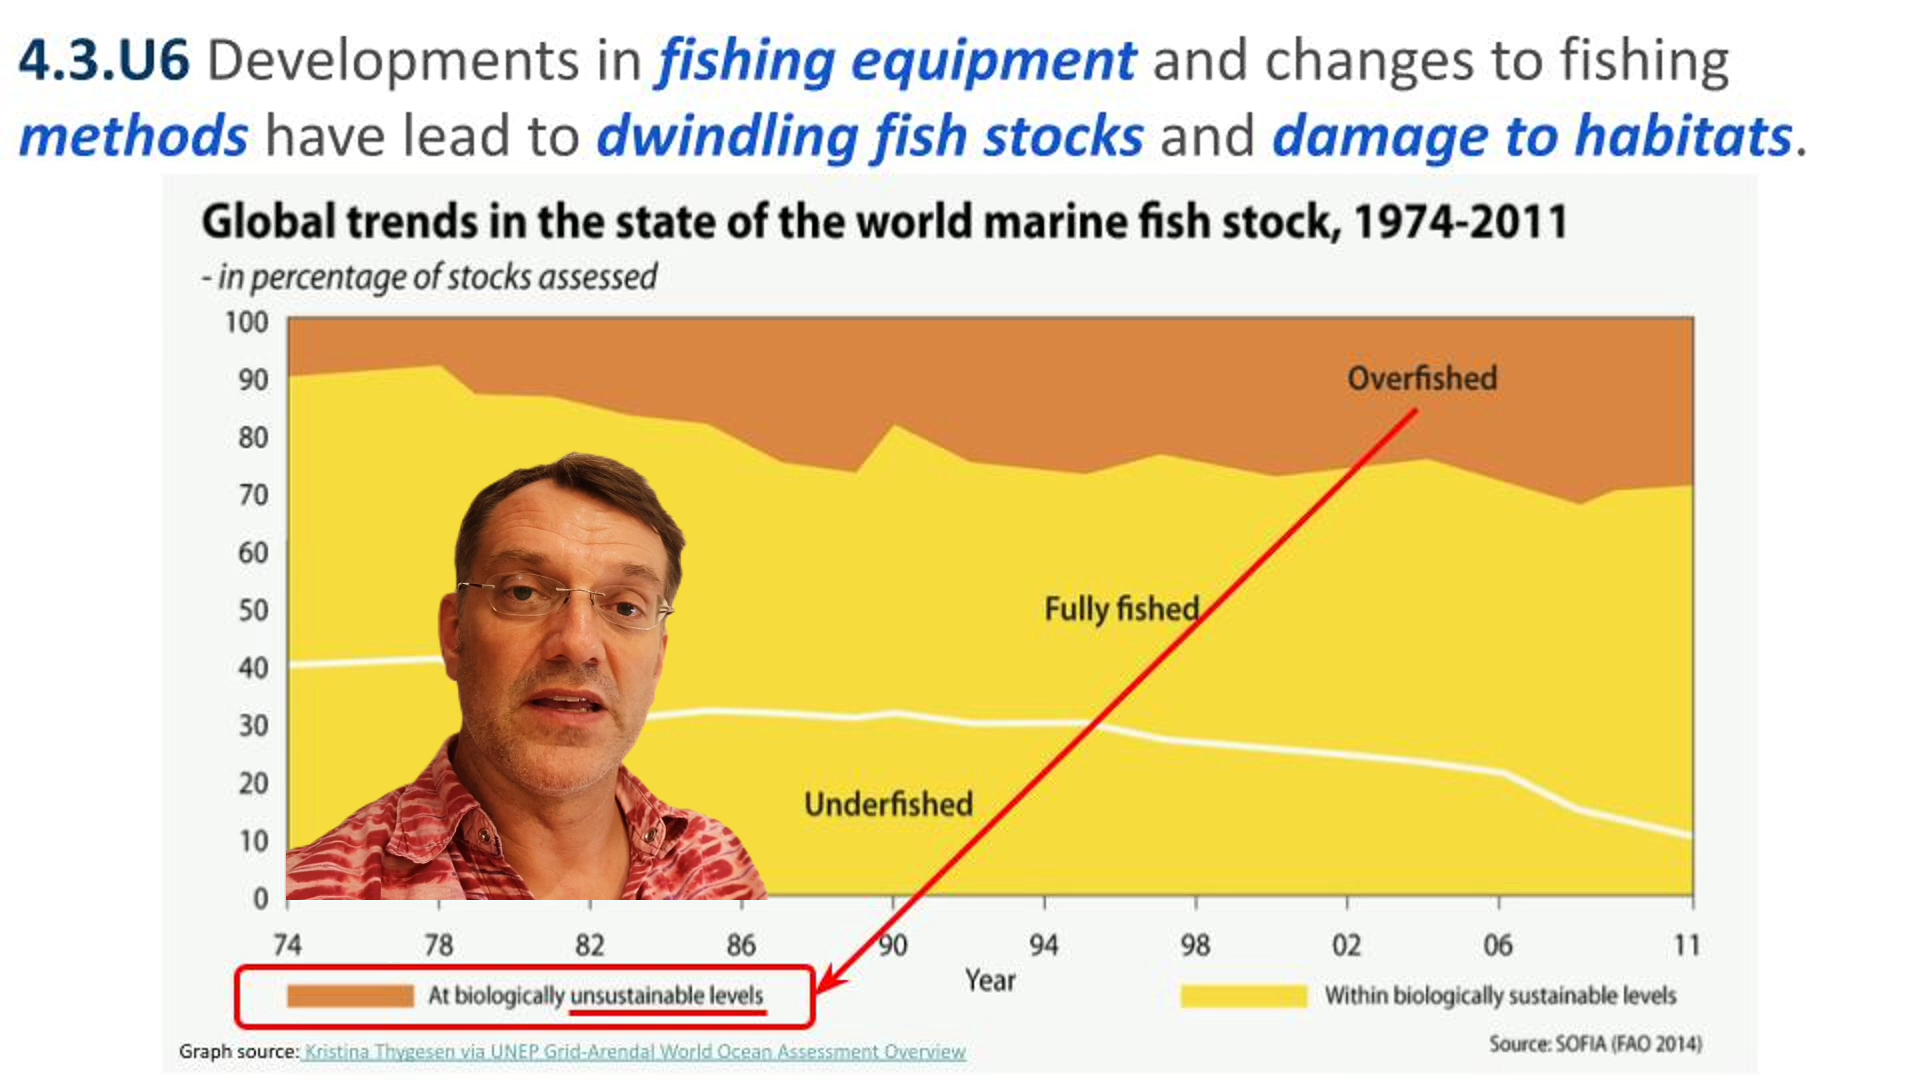 4.3.U6 Developments in fishing equipment and changes to fishing
methods have lead to dwindling fish stocks and damage to habitats.
Global trends in the state of the world marine fish stock, 1974-2011
- in percentage of stocks assessed
100
90
80
70
60
50
40
30
20
10
0
Overfished
Fully fished
Underfished
74 78 82 86 90 94 98 02 06 11
Year
At biologically unsustainable levels
Within biologically sustainable levels
Graph source: Kristina Thygesen via UNEP Grid-Arendal World Ocean Assessment Overview
Source: SOFIA (FAO 2014)